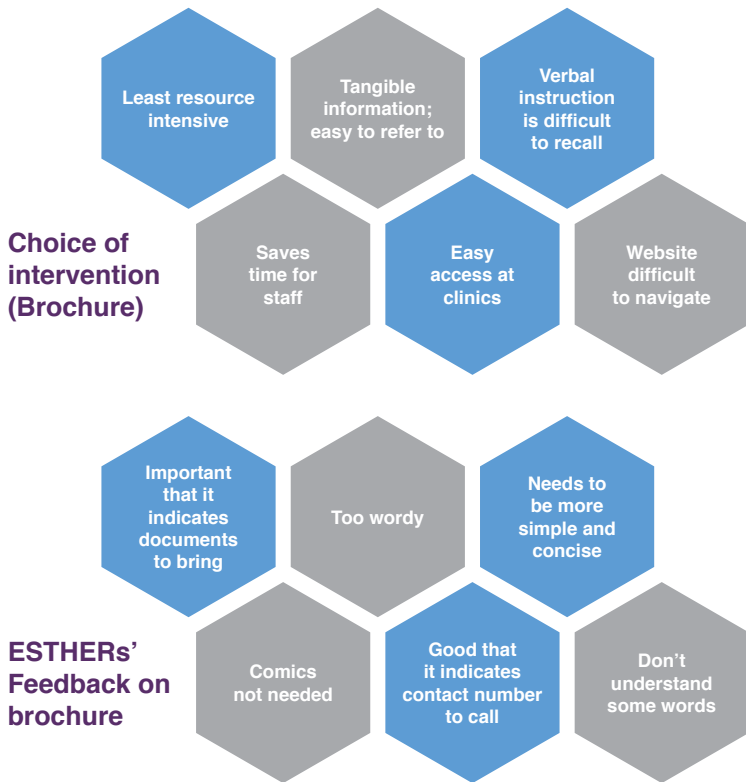 Least resource
intensive
Tangible
information;
easy to refer to
Verbal
instruction
is difficult
to recall
Choice of
intervention
(Brochure)
Saves
time for
staff
Easy
access at
clinics
Website
difficult
to navigate
Important
that it
indicates
documents
to bring
Too wordy
Needs to
be more
simple and
concise
ESTHERs’
Feedback on
brochure
Comics
not needed
Good that
it indicates
contact number
to call
Don’t
understand
some words